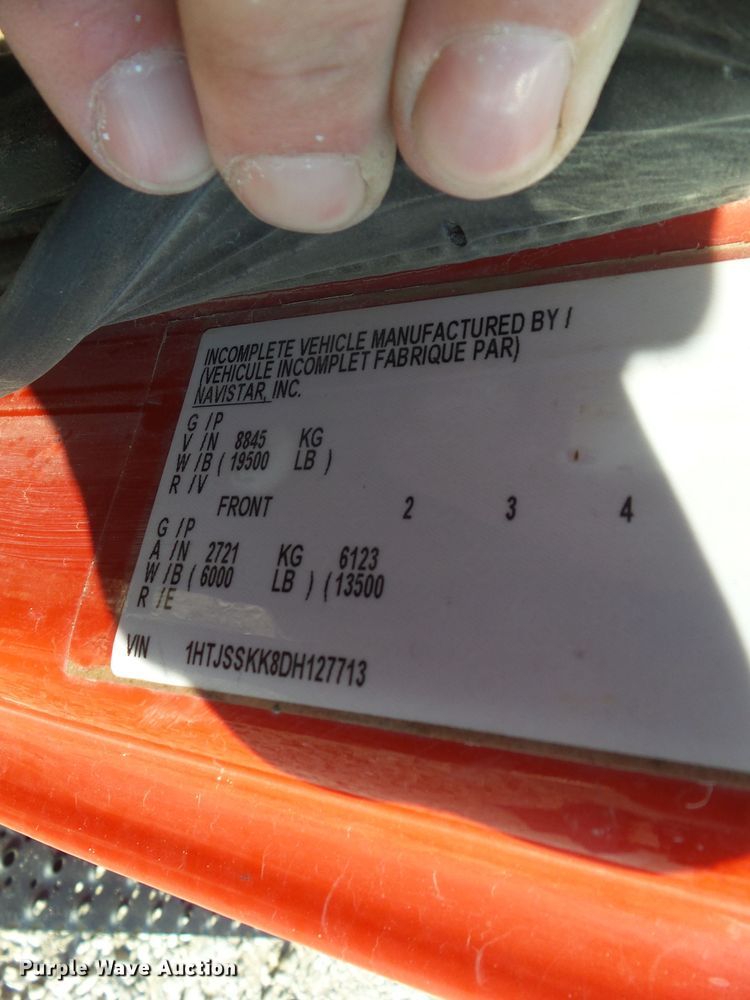 INCOMPLETE VEHICLE MANUFACTURED BY /
(VEHICULE INCOMPLET FABRIQUE PAR)
NAVISTAR, INC.
G /P
V /N 8845 KG
W /B ( 19500 LB )
R /V
FRONT 2 3 4
G /P
A /N 2721 KG 6123
W /B ( 6000 LB ) ( 13500
R /E
VIN 1HTJSSKK8DH127713
Purple Wave Auction